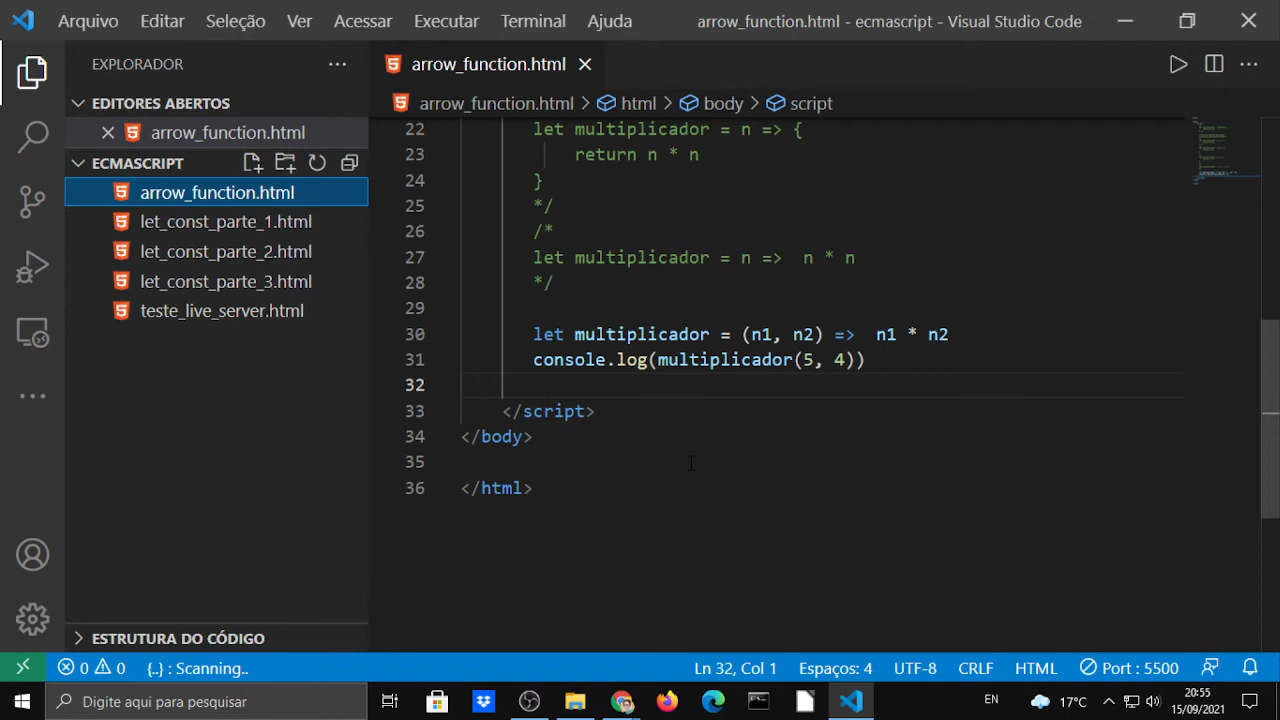 Arquivo Editar Seleção Ver Acessar Executar Terminal Ajuda arrow_function.html - ecmascript - Visual Studio Code
EXPLORADOR
EDITORES ABERTOS
arrow_function.html
ECMASCRIPT
arrow_function.html
let_const_parte_1.html
let_const_parte_2.html
let_const_parte_3.html
teste_live_server.html
ESTRUTURA DO CÓDIGO
arrow_function.html
arrow_function.html > html > body > script
22 let multiplicador = n => {
23 return n * n
24 }
25 */
26 /*
27 let multiplicador = n =>  n * n
28 */
29
30 let multiplicador = (n1, n2) =>  n1 * n2
31 console.log(multiplicador(5, 4))
32
33 </script>
34 </body>
35
36 </html>
0 0 {..} : Scanning.. Ln 32, Col 1 Espaços: 4 UTF-8 CRLF HTML Port : 5500
Digite aqui para pesquisar EN 17°C 20:55
15/09/2021